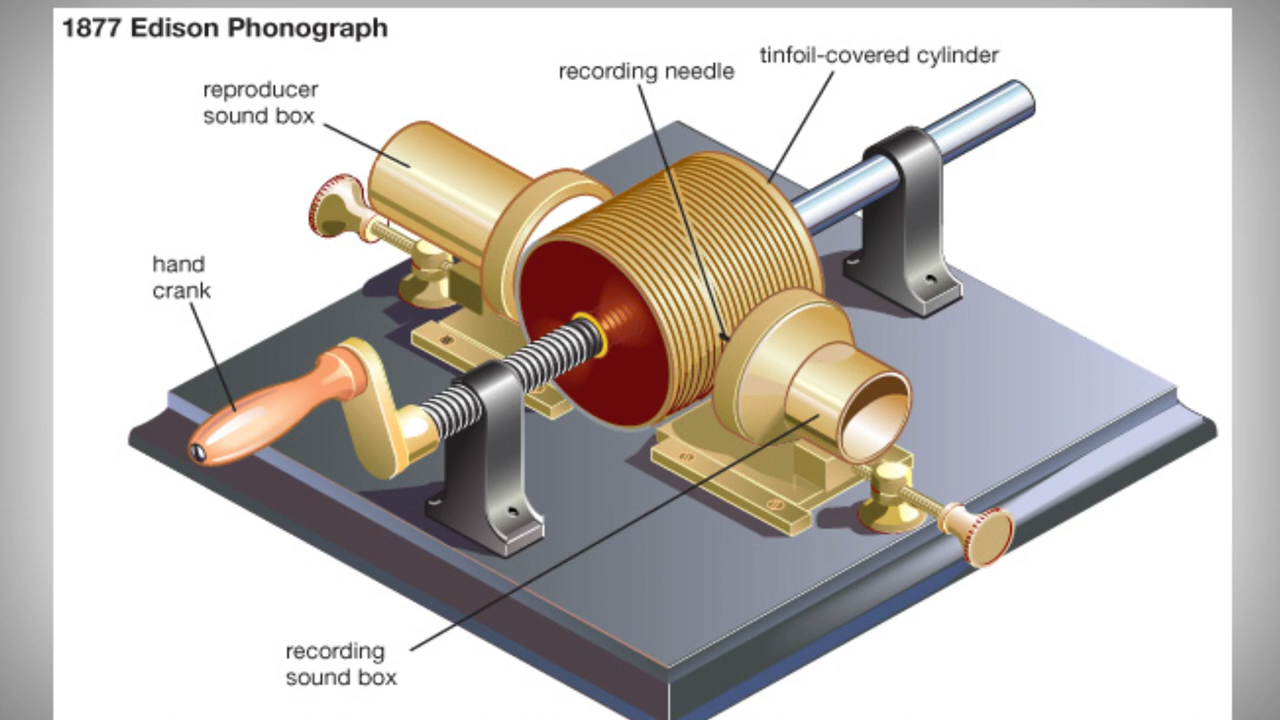 1877 Edison Phonograph
tinfoil-covered cylinder
recording needle
reproducer
sound box
hand
crank
recording
sound box